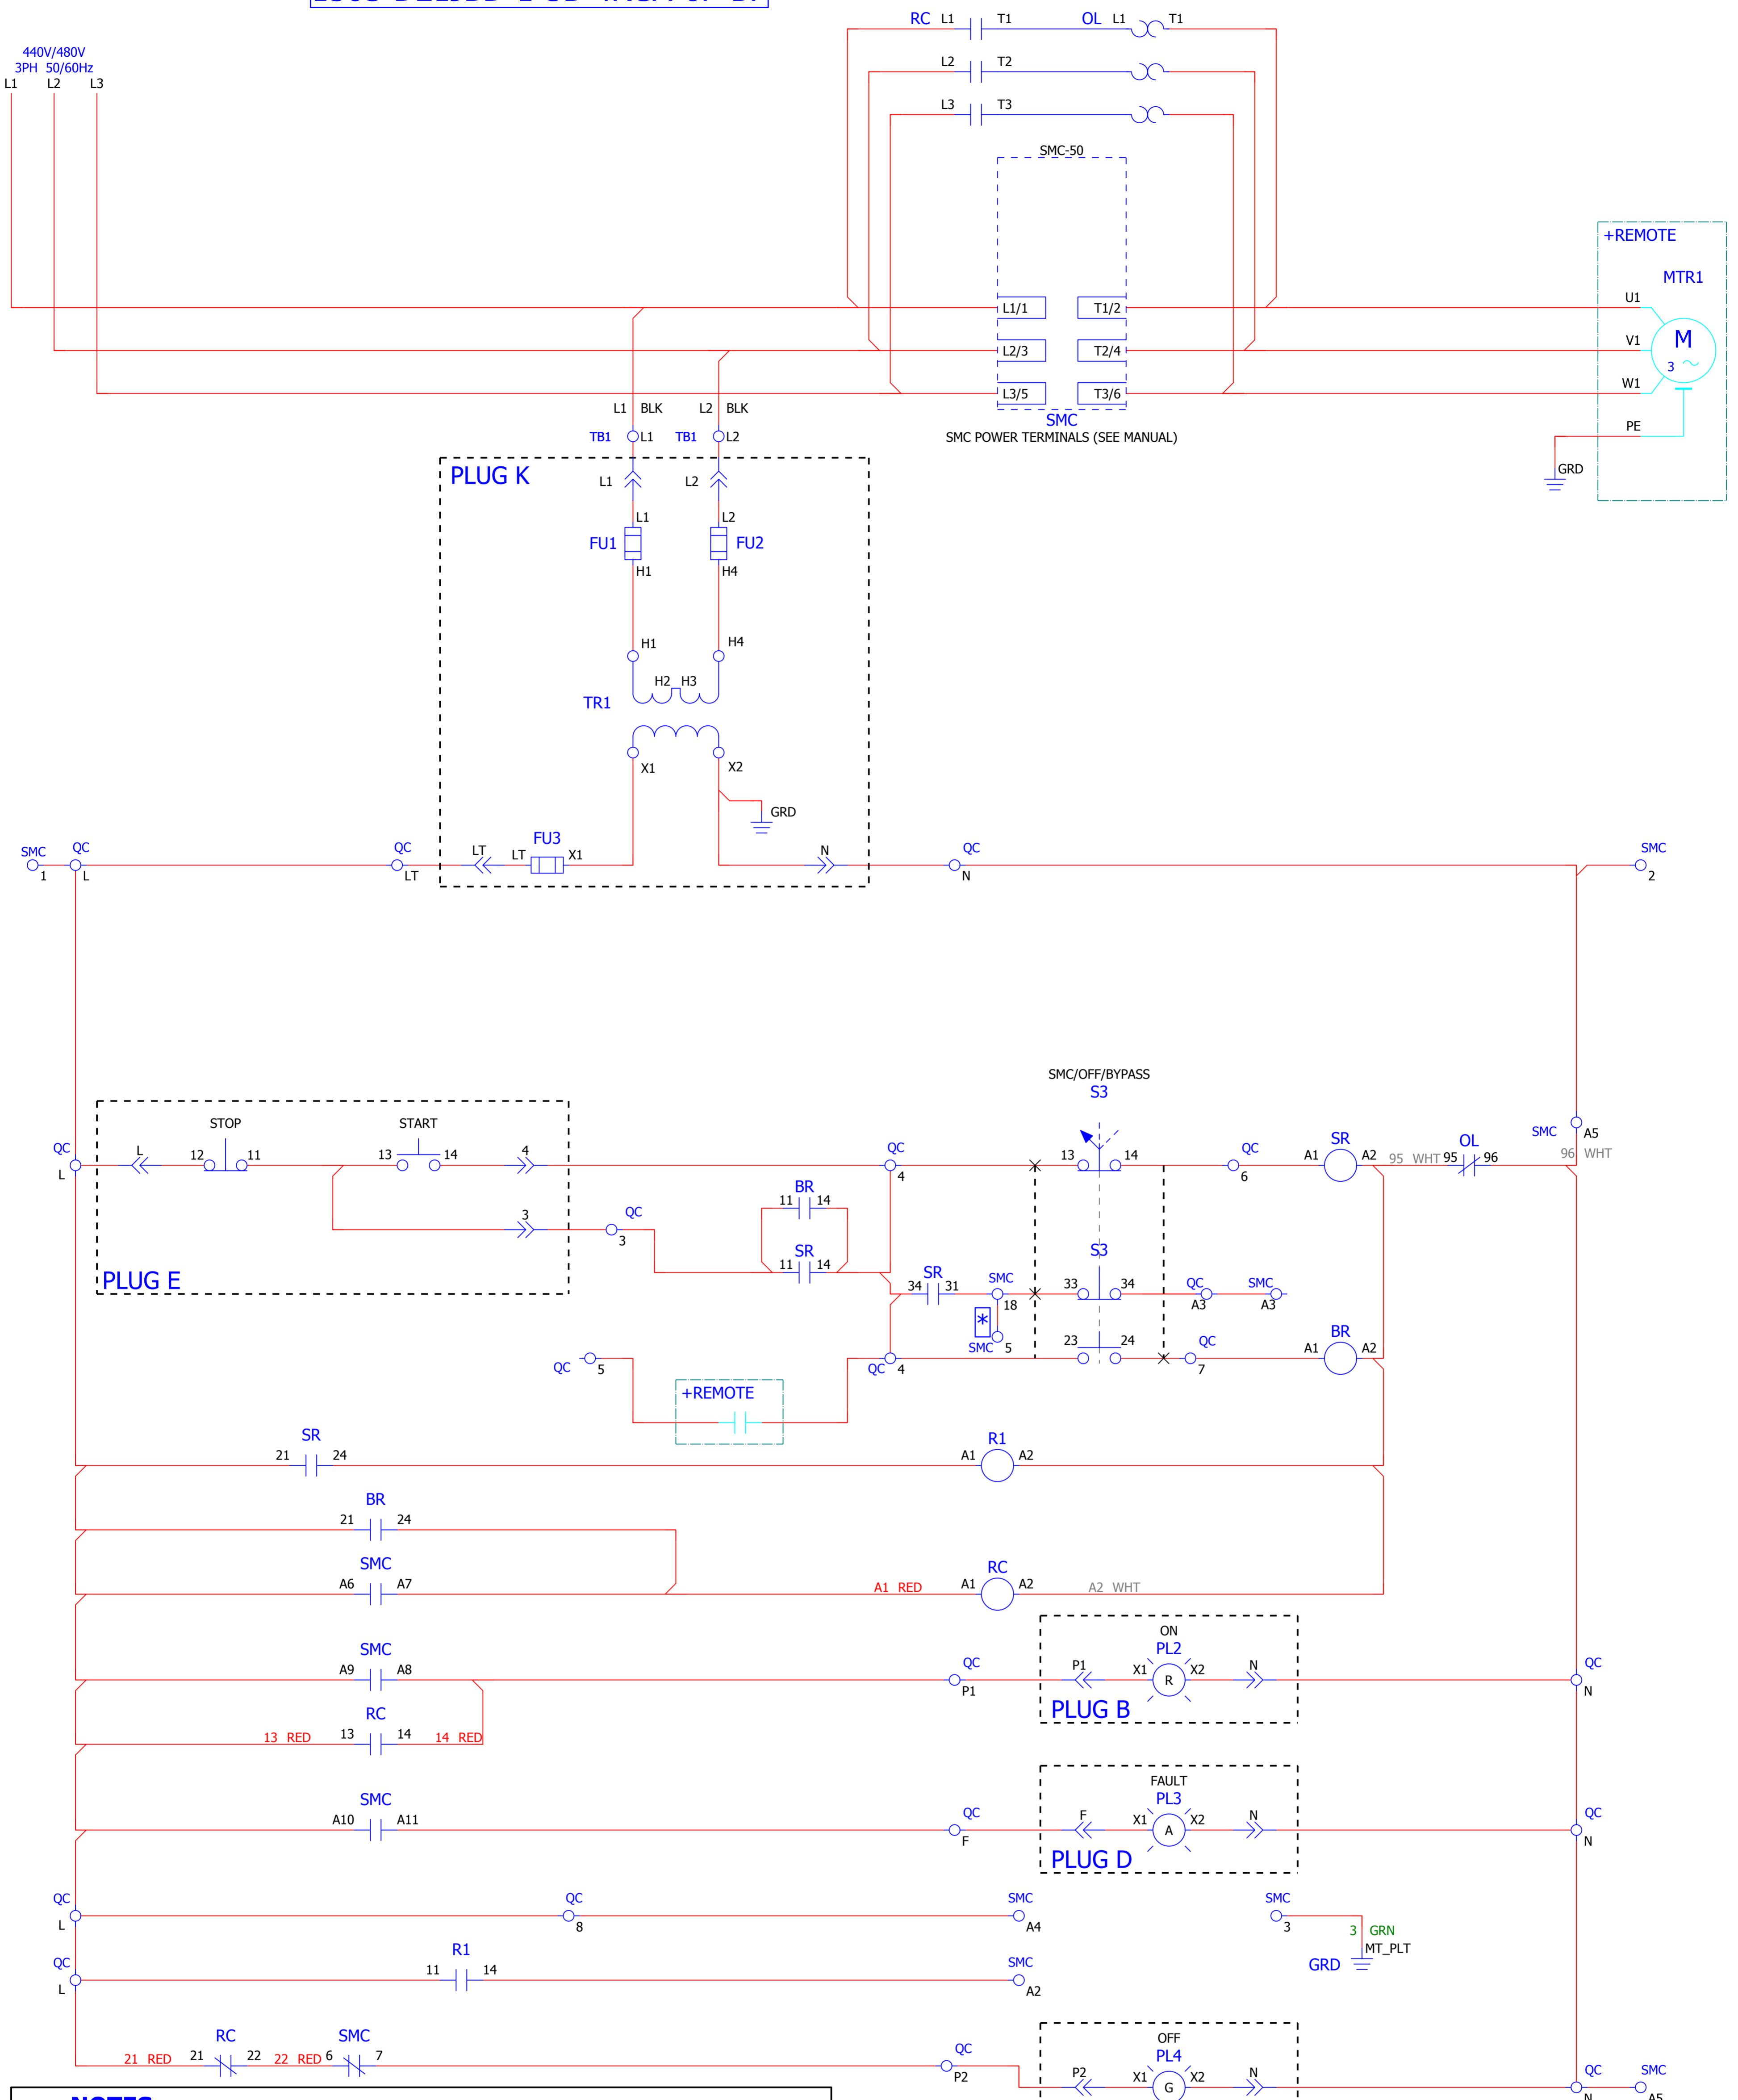 RC L1 T1 OL L1 T1
440V/480V
3PH 50/60Hz
L1 L2 L3
L2 T2
L3 T3
SMC-50
+REMOTE
MTR1
L1/1 T1/2 U1
L2/3 T2/4 V1 M
3
L3/5 T3/6 W1
L1 BLK L2 BLK
SMC
SMC POWER TERMINALS (SEE MANUAL)
PE
TB1 L1 TB1 L2
GRD
PLUG K
L1 L2
L1 L2
FU1 FU2
H1 H4
H1 H4
H2 H3
TR1
X1 X2
GRD
SMC QC QC LT LT FU3 X1 N QC SMC
1 L LT N 2
SMC/OFF/BYPASS
S3
STOP START
QC L 12 11 13 14 4 QC 13 14 QC SR OL SMC A5
L 4 6 A1 A2 95 WHT 95 96 96 WHT
BR
11 14
3 QC
3
SR
11 14
S3
PLUG E
SR
34 31 SMC 33 34 QC SMC
18 A3 A3
*
SMC 5 23 24 QC BR
QC 5 QC 4 7 A1 A2
+REMOTE
SR R1
21 24 A1 A2
BR
21 24
SMC RC
A6 A7 A1 RED A1 A2 A2 WHT
ON
SMC PL2
A9 A8 QC P1 X1 R X2 N QC
P1 N
PLUG B
RC
13 RED 13 14 14 RED
FAULT
SMC PL3
A10 A11 QC F X1 A X2 N QC
F N
PLUG D
QC QC SMC SMC
L 8 A4 3
3 GRN
MT_PLT
GRD
QC R1 SMC
L 11 14 A2
OFF
RC SMC PL4
21 RED 21 22 22 RED 6 7 QC
P2 P2 X1 G X2 N QC SMC
N A5
NOTES